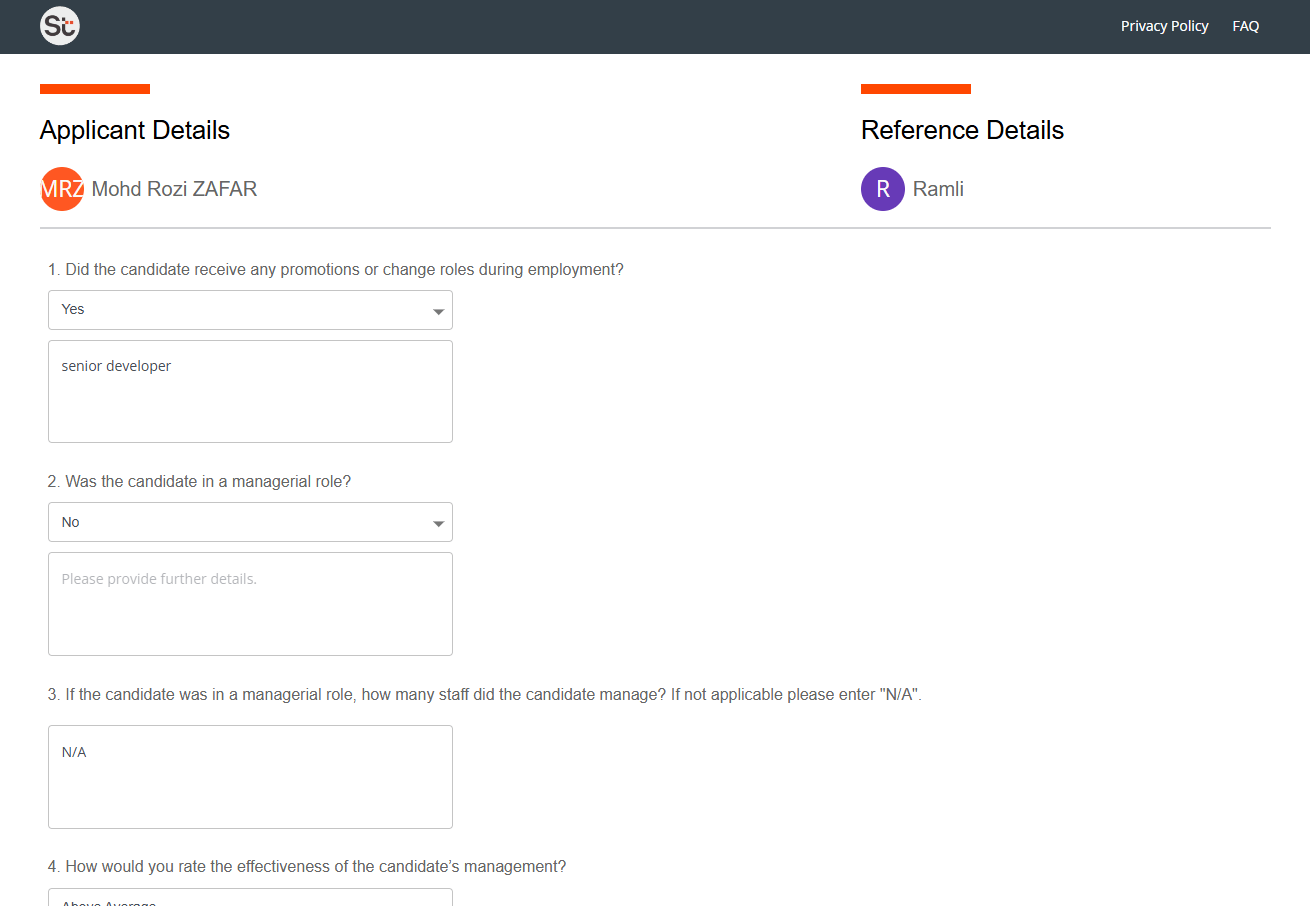 St
Privacy Policy FAQ
Applicant Details
Reference Details
MRZ Mohd Rozi ZAFAR
R Ramli
1. Did the candidate receive any promotions or change roles during employment?
Yes
senior developer
2. Was the candidate in a managerial role?
No
Please provide further details.
3. If the candidate was in a managerial role, how many staff did the candidate manage? If not applicable please enter "N/A".
N/A
4. How would you rate the effectiveness of the candidate’s management?
Above Average